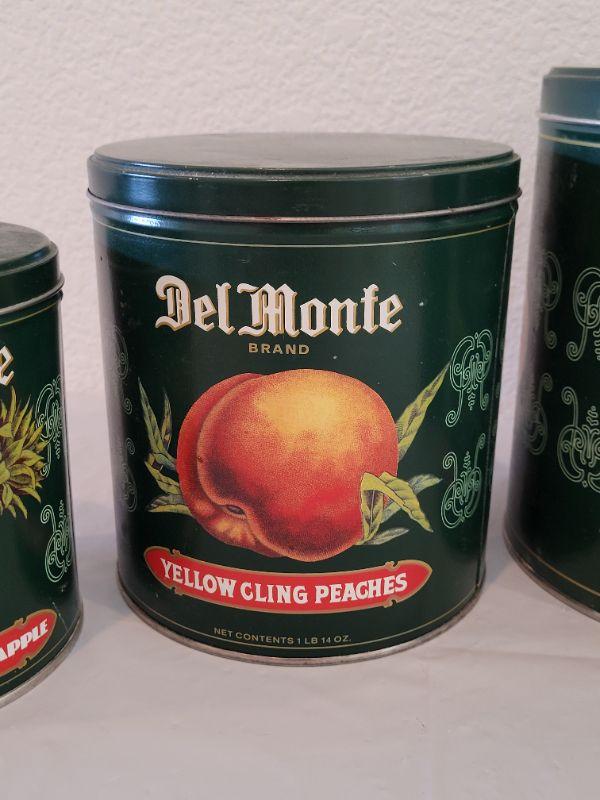 Del Monte
BRAND
YELLOW CLING PEACHES
NET CONTENTS 1 LB 14 OZ.
e
APPLE